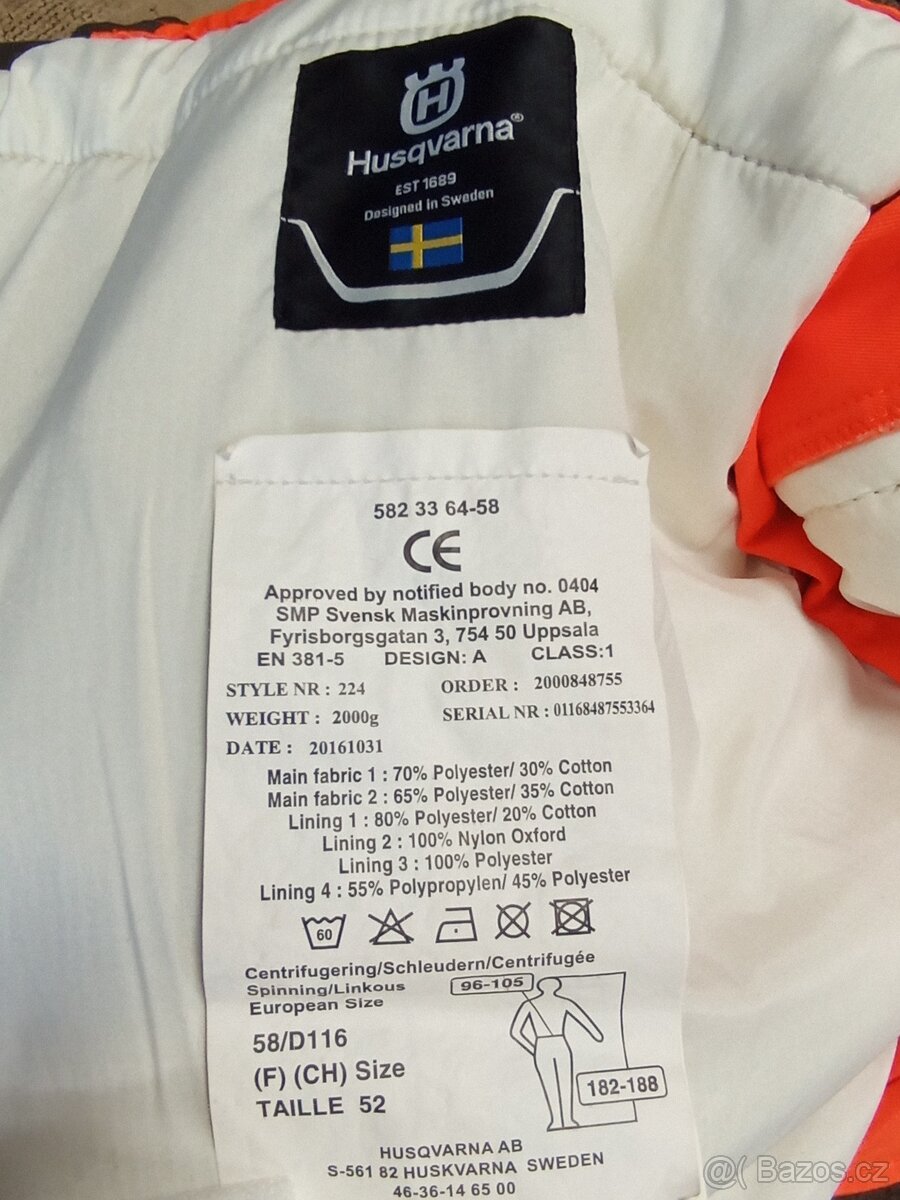 H
Husqvarna®
EST 1689
Designed in Sweden
582 33 64-58
CE
Approved by notified body no. 0404
SMP Svensk Maskinprovning AB,
Fyrisborgsgatan 3, 754 50 Uppsala
EN 381-5 DESIGN: A CLASS:1
STYLE NR : 224 ORDER : 2000848755
WEIGHT : 2000g SERIAL NR : 01168487553364
DATE : 20161031
Main fabric 1 : 70% Polyester/ 30% Cotton
Main fabric 2 : 65% Polyester/ 35% Cotton
Lining 1 : 80% Polyester/ 20% Cotton
Lining 2 : 100% Nylon Oxford
Lining 3 : 100% Polyester
Lining 4 : 55% Polypropylen/ 45% Polyester
60
Centrifugering/Schleudern/Centrifugée
Spinning/Linkous
European Size
96-105
58/D116
(F) (CH) Size
TAILLE 52
182-188
HUSQVARNA AB
S-561 82 HUSKVARNA SWEDEN
46-36-14 65 00
@( Bazos.cz